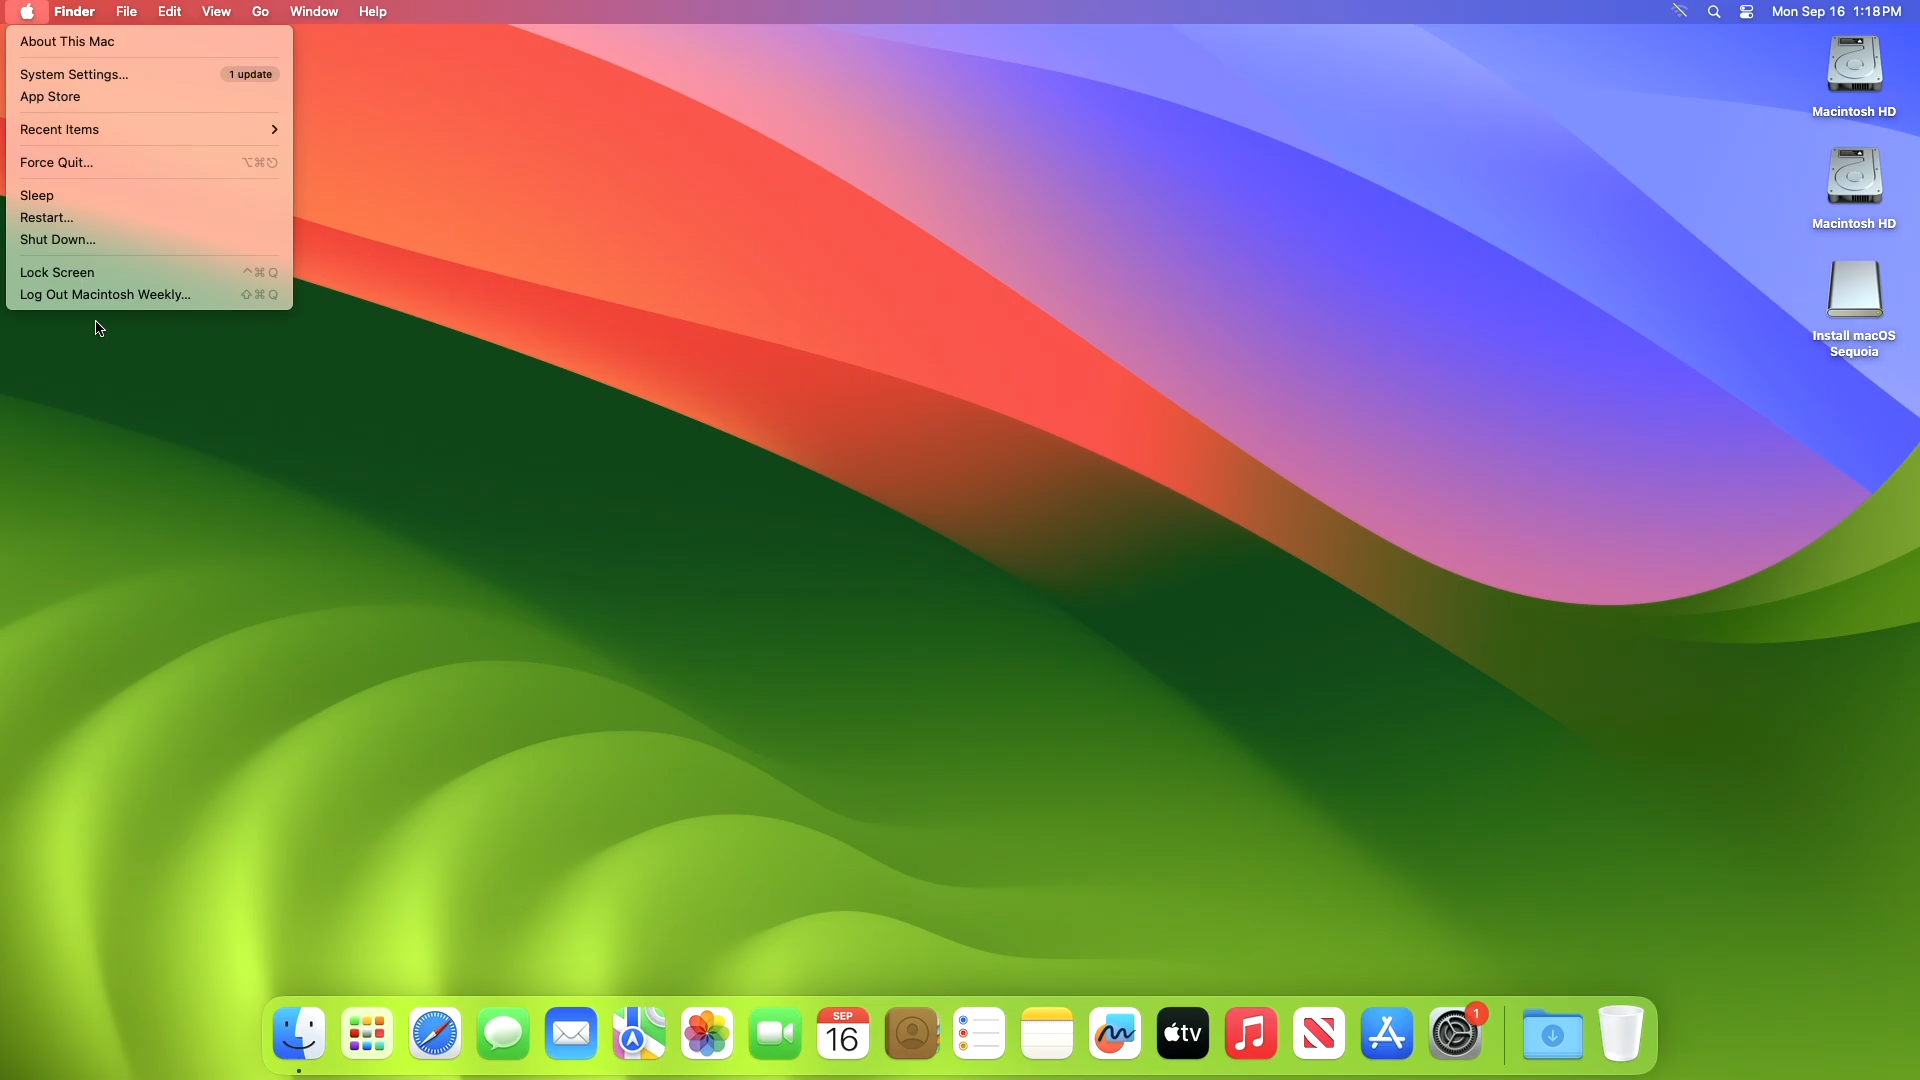 Finder File Edit View Go Window Help Mon Sep 16 1:18 PM
About This Mac
System Settings... 1 update
App Store
Recent Items
Force Quit... ⌥⌘⎋
Sleep
Restart...
Shut Down...
Lock Screen ^⌘Q
Log Out Macintosh Weekly... ⇧⌘Q
Macintosh HD
Macintosh HD
Install macOS
Sequoia
SEP
16
tv
1